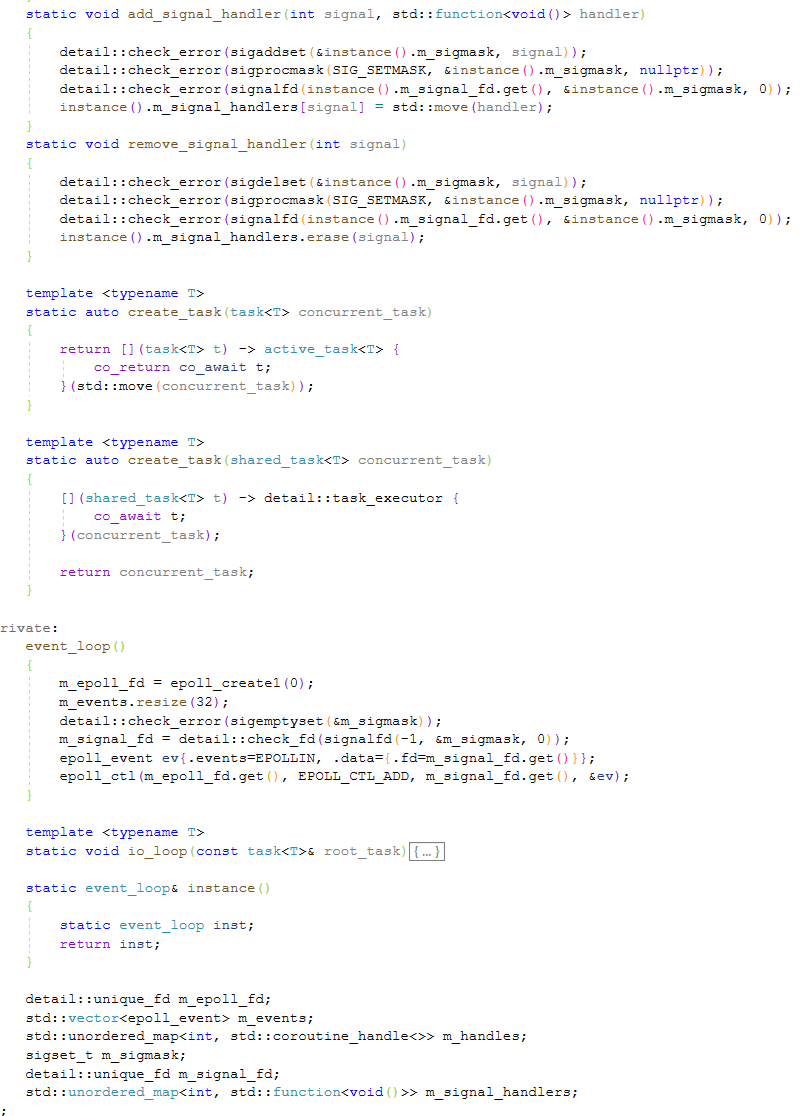 static void add_signal_handler(int signal, std::function<void()> handler)
    {
        detail::check_error(sigaddset(&instance().m_sigmask, signal));
        detail::check_error(sigprocmask(SIG_SETMASK, &instance().m_sigmask, nullptr));
        detail::check_error(signalfd(instance().m_signal_fd.get(), &instance().m_sigmask, 0));
        instance().m_signal_handlers[signal] = std::move(handler);
    }
    static void remove_signal_handler(int signal)
    {
        detail::check_error(sigdelset(&instance().m_sigmask, signal));
        detail::check_error(sigprocmask(SIG_SETMASK, &instance().m_sigmask, nullptr));
        detail::check_error(signalfd(instance().m_signal_fd.get(), &instance().m_sigmask, 0));
        instance().m_signal_handlers.erase(signal);
    }

    template <typename T>
    static auto create_task(task<T> concurrent_task)
    {
        return [](task<T> t) -> active_task<T> {
            co_return co_await t;
        }(std::move(concurrent_task));
    }

    template <typename T>
    static auto create_task(shared_task<T> concurrent_task)
    {
        [](shared_task<T> t) -> detail::task_executor {
            co_await t;
        }(concurrent_task);

        return concurrent_task;
    }

rivate:
    event_loop()
    {
        m_epoll_fd = epoll_create1(0);
        m_events.resize(32);
        detail::check_error(sigemptyset(&m_sigmask));
        m_signal_fd = detail::check_fd(signalfd(-1, &m_sigmask, 0));
        epoll_event ev{.events=EPOLLIN, .data={.fd=m_signal_fd.get()}};
        epoll_ctl(m_epoll_fd.get(), EPOLL_CTL_ADD, m_signal_fd.get(), &ev);
    }

    template <typename T>
    static void io_loop(const task<T>& root_task){...}

    static event_loop& instance()
    {
        static event_loop inst;
        return inst;
    }

    detail::unique_fd m_epoll_fd;
    std::vector<epoll_event> m_events;
    std::unordered_map<int, std::coroutine_handle<>> m_handles;
    sigset_t m_sigmask;
    detail::unique_fd m_signal_fd;
    std::unordered_map<int, std::function<void()>> m_signal_handlers;
;